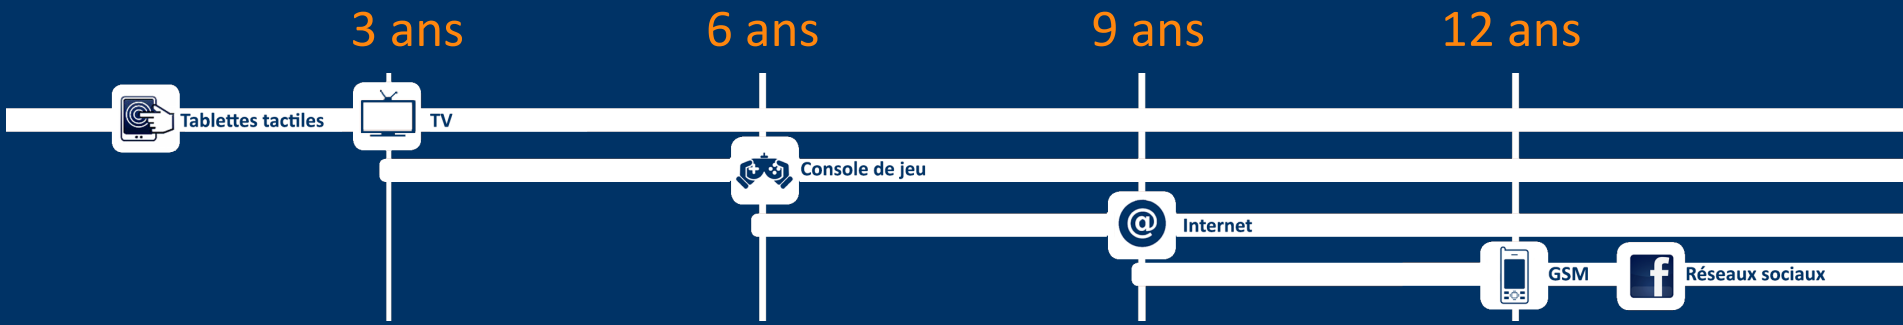 3 ans
6 ans
9 ans
12 ans
Tablettes tactiles
TV
Console de jeu
@
Internet
GSM
f
Réseaux sociaux